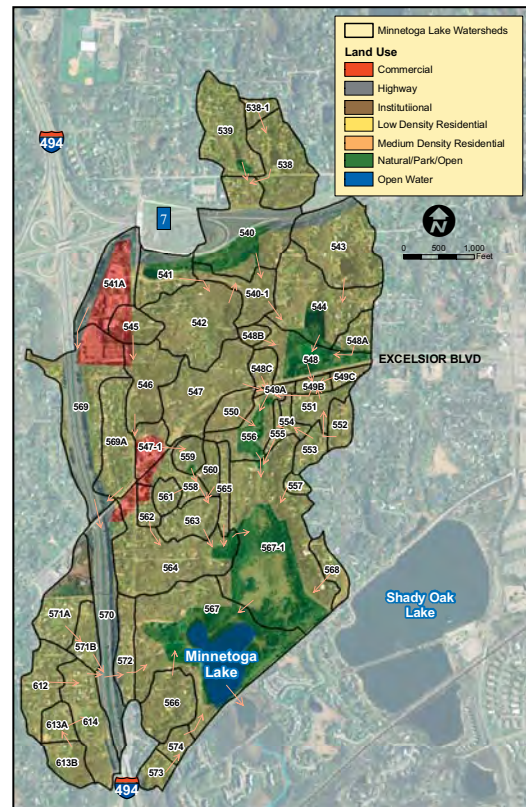 Minnetoga Lake Watersheds
Land Use
Commercial
Highway
Instituitional
Low Density Residential
Medium Density Residential
Natural/Park/Open
Open Water
N
0 500 1,000
Feet
494
7
538-1
539
538
540
543
541
541A
540-1
544
545
542
548B
548A
548
EXCELSIOR BLVD
548C
549C
546
547
549A
549B
569
550
551
554
552
569A
547-1
556
555
553
559
560
558
565
557
561
562
563
567-1
564
568
Shady Oak
Lake
571A
570
567
571B
572
Minnetoga
Lake
612
566
613A
614
574
613B
573
494